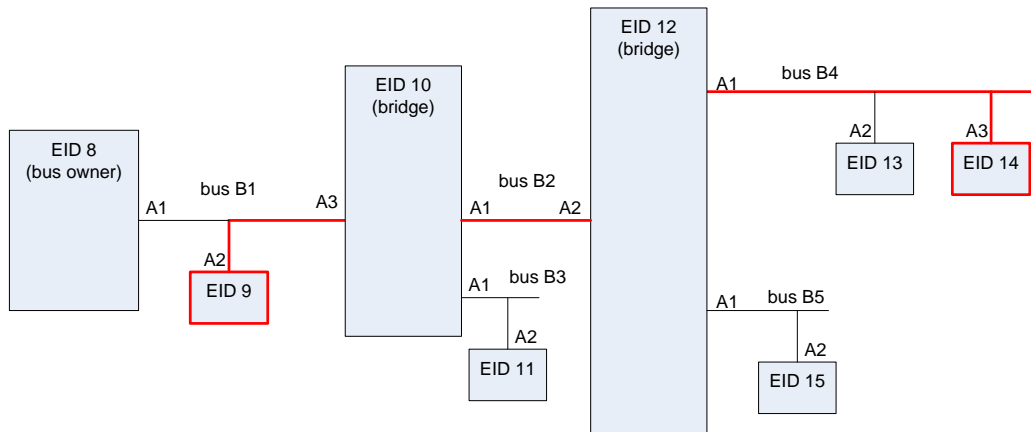 EID 8
(bus owner)
A1
bus B1
A2
EID 9
A3
EID 10
(bridge)
A1
bus B2
A2
A1
bus B3
A2
EID 11
EID 12
(bridge)
A1
bus B4
A2
EID 13
A3
EID 14
A1
bus B5
A2
EID 15